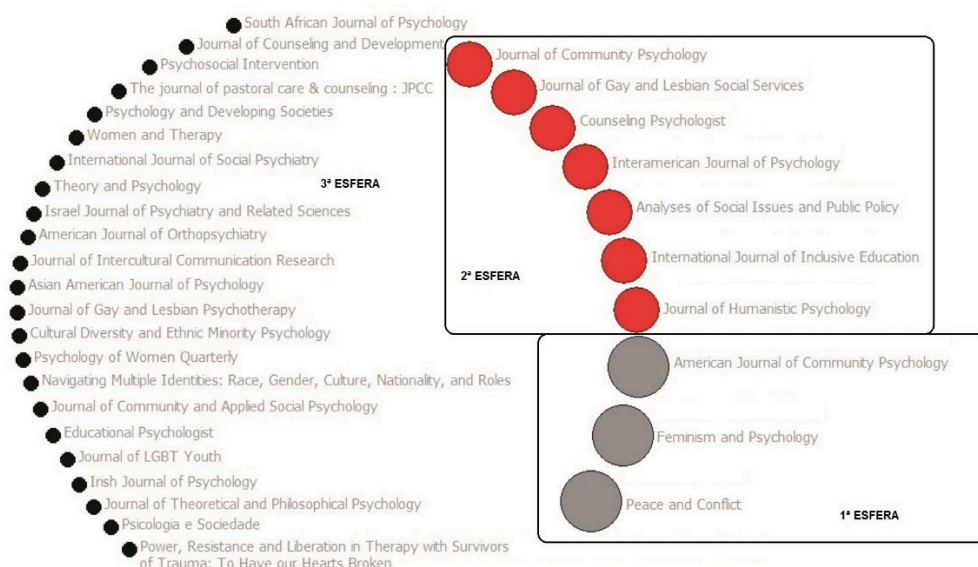 South African Journal of Psychology
Journal of Counseling and Development
Psychosocial Intervention
The journal of pastoral care & counseling : JPCC
Psychology and Developing Societies
Women and Therapy
International Journal of Social Psychiatry
Theory and Psychology
3ª ESFERA
Israel Journal of Psychiatry and Related Sciences
American Journal of Orthopsychiatry
Journal of Intercultural Communication Research
Asian American Journal of Psychology
Journal of Gay and Lesbian Psychotherapy
Cultural Diversity and Ethnic Minority Psychology
Psychology of Women Quarterly
Navigating Multiple Identities: Race, Gender, Culture, Nationality, and Roles
Journal of Community and Applied Social Psychology
Educational Psychologist
Journal of LGBT Youth
Irish Journal of Psychology
Journal of Theoretical and Philosophical Psychology
Psicologia e Sociedade
Power, Resistance and Liberation in Therapy with Survivors
of Trauma: To Have our Hearts Broken
Journal of Community Psychology
Journal of Gay and Lesbian Social Services
Counseling Psychologist
Interamerican Journal of Psychology
Analyses of Social Issues and Public Policy
International Journal of Inclusive Education
2ª ESFERA
Journal of Humanistic Psychology
American Journal of Community Psychology
Feminism and Psychology
Peace and Conflict
1ª ESFERA